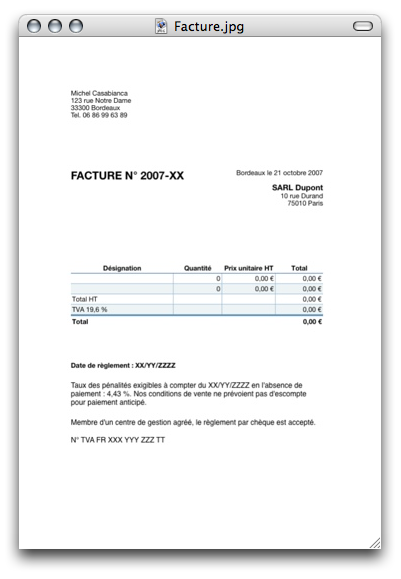 Facture.jpg
Michel Casabianca
123 rue Notre Dame
33300 Bordeaux
Tel. 06 86 99 63 89
FACTURE N° 2007-XX
Bordeaux le 21 octobre 2007
SARL Dupont
10 rue Durand
75010 Paris
Désignation Quantité Prix unitaire HT Total
0 0,00 € 0,00 €
0 0,00 € 0,00 €
Total HT 0,00 €
TVA 19,6 % 0,00 €
Total 0,00 €
Date de règlement : XX/YY/ZZZZ
Taux des pénalités exigibles à compter du XX/YY/ZZZZ en l'absence de
paiement : 4,43 %. Nos conditions de vente ne prévoient pas d'escompte
pour paiement anticipé.
Membre d'un centre de gestion agréé, le règlement par chèque est accepté.
N° TVA FR XXX YYY ZZZ TT